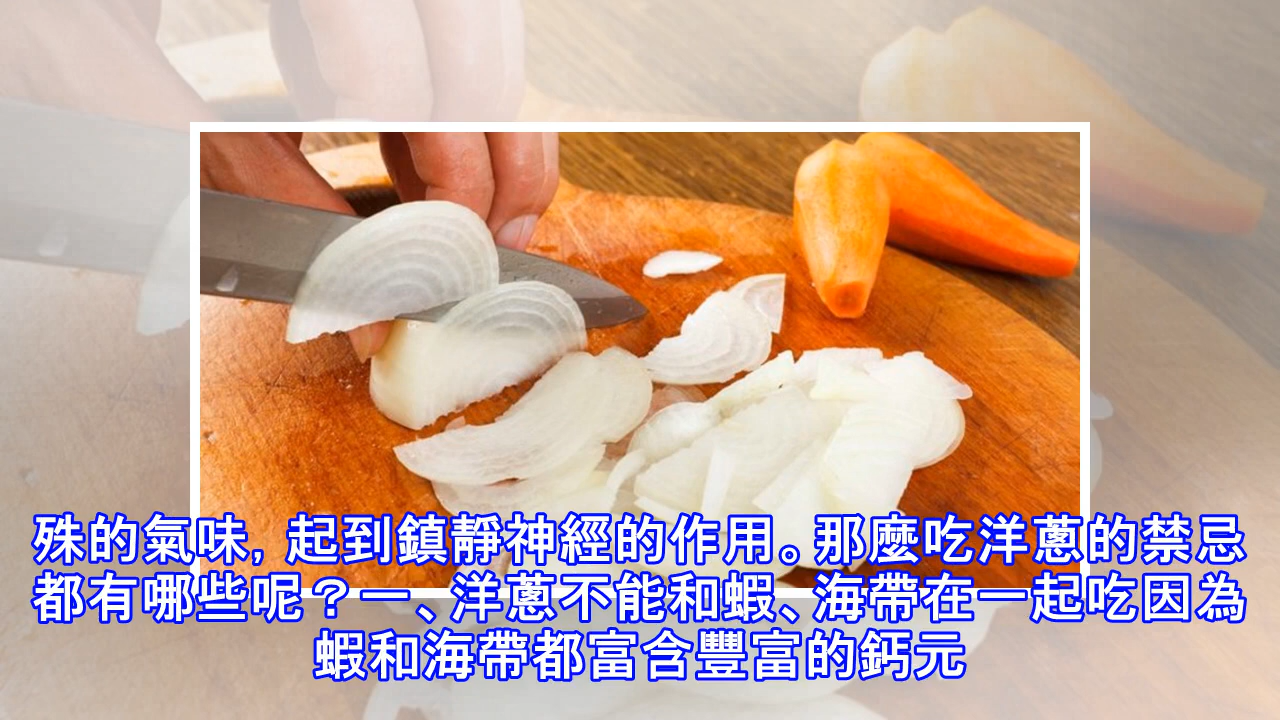 殊的氣味，起到鎮靜神經的作用。那麼吃洋蔥的禁忌
都有哪些呢？一、洋蔥不能和蝦、海帶在一起吃因為
蝦和海帶都富含豐富的鈣元